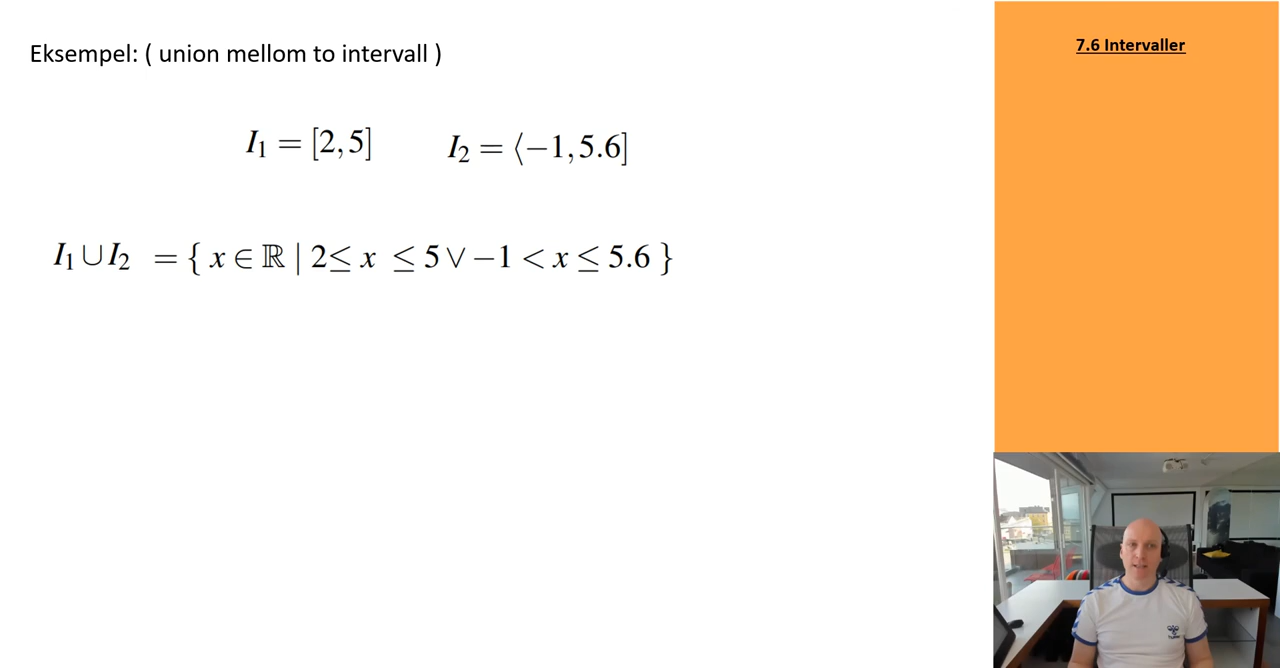 Eksempel: ( union mellom to intervall )
I₁ = [2,5]    I₂ = ⟨−1,5.6]
I₁ ∪ I₂ = { x ∈ ℝ | 2 ≤ x ≤ 5 ∨ −1 < x ≤ 5.6 }
7.6 Intervaller